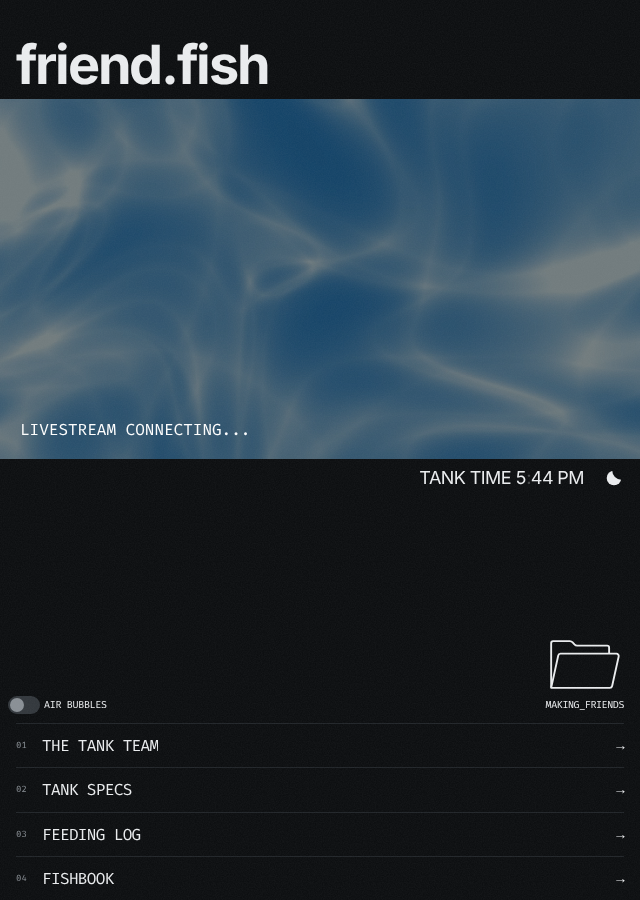 friend.fish
LIVESTREAM CONNECTING...
TANK TIME 5:44 PM
AIR BUBBLES
MAKING_FRIENDS
01 THE TANK TEAM →
02 TANK SPECS →
03 FEEDING LOG →
04 FISHBOOK →